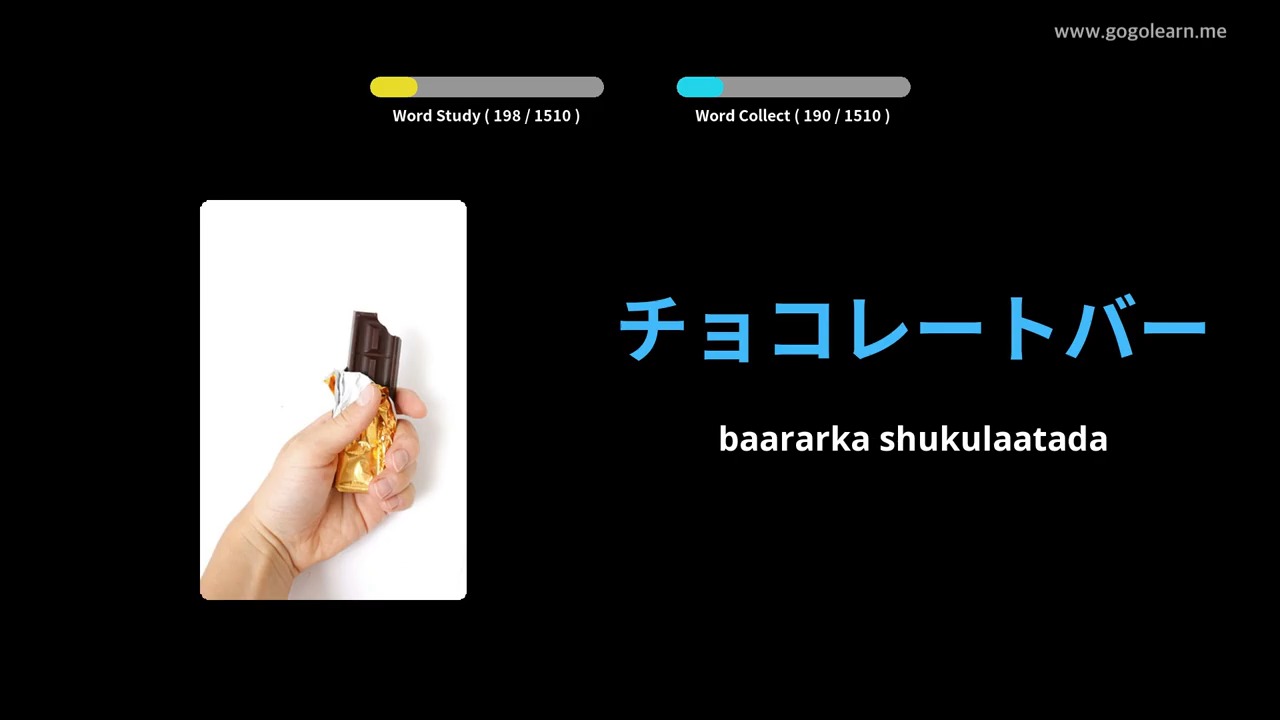 www.gogolearn.me
Word Study ( 198 / 1510 )
Word Collect ( 190 / 1510 )
チョコレートバー
baararka shukulaatada